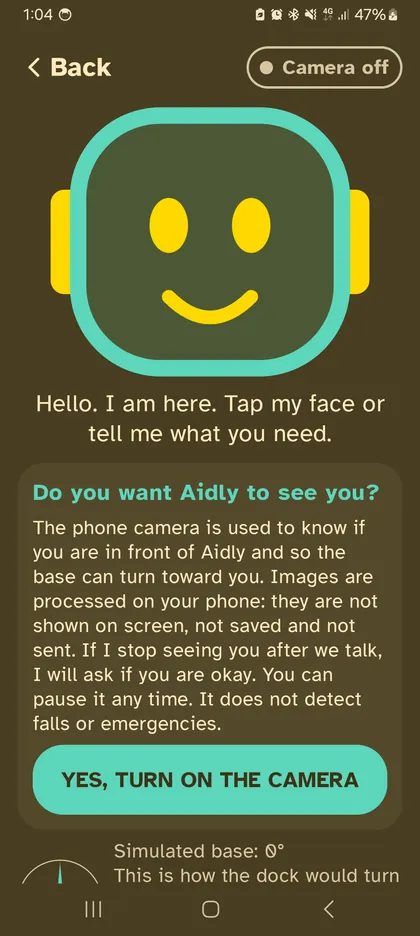 1:04
4G
47%
Back
Camera off
Hello. I am here. Tap my face or
tell me what you need.
Do you want Aidly to see you?
The phone camera is used to know if
you are in front of Aidly and so the
base can turn toward you. Images are
processed on your phone: they are not
shown on screen, not saved and not
sent. If I stop seeing you after we talk,
I will ask if you are okay. You can
pause it any time. It does not detect
falls or emergencies.
YES, TURN ON THE CAMERA
Simulated base: 0°
This is how the dock would turn